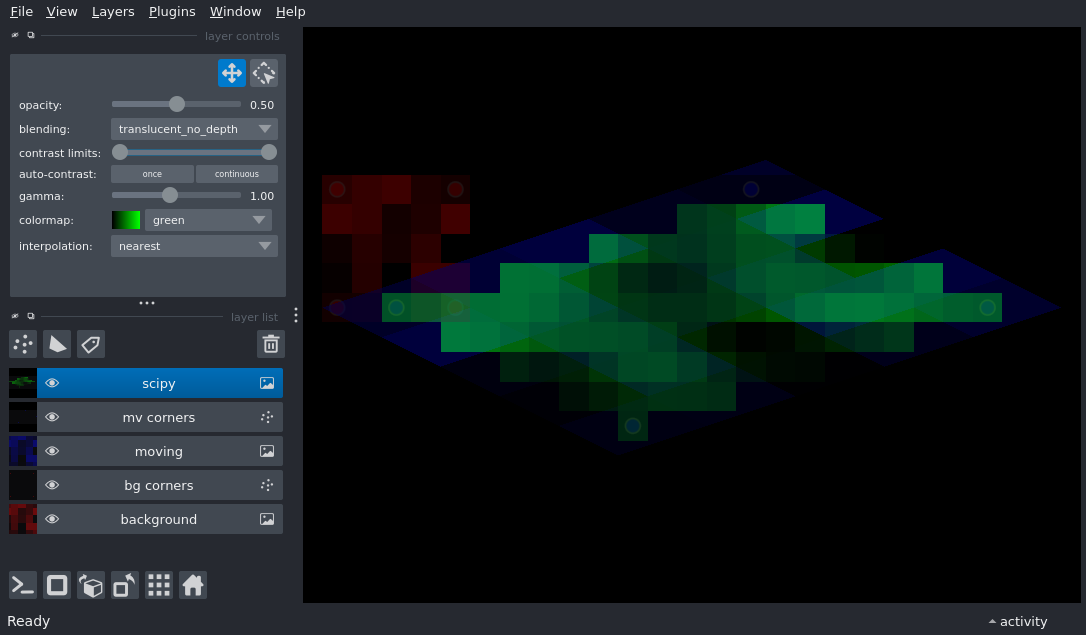 File View Layers Plugins Window Help
layer controls
opacity: 0.50
blending: translucent_no_depth
contrast limits:
auto-contrast: once continuous
gamma: 1.00
colormap: green
interpolation: nearest
layer list
scipy
mv corners
moving
bg corners
background
Ready activity